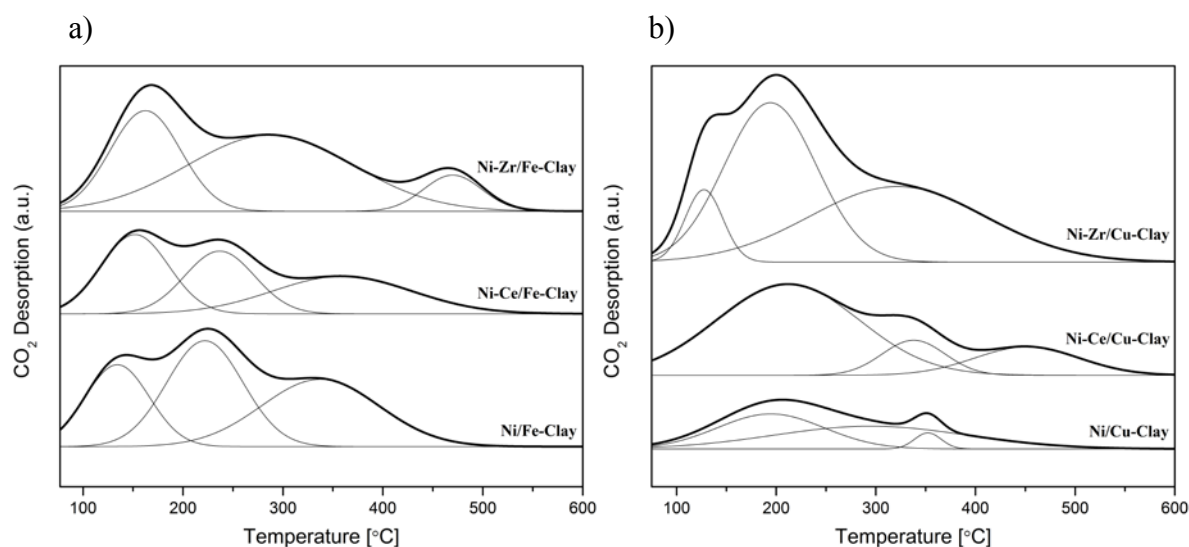 a)
CO₂ Desorption (a.u.)
Ni-Zr/Fe-Clay
Ni-Ce/Fe-Clay
Ni/Fe-Clay
100 200 300 400 500 600
Temperature [°C]
b)
CO₂ Desorption (a.u.)
Ni-Zr/Cu-Clay
Ni-Ce/Cu-Clay
Ni/Cu-Clay
100 200 300 400 500 600
Temperature [°C]